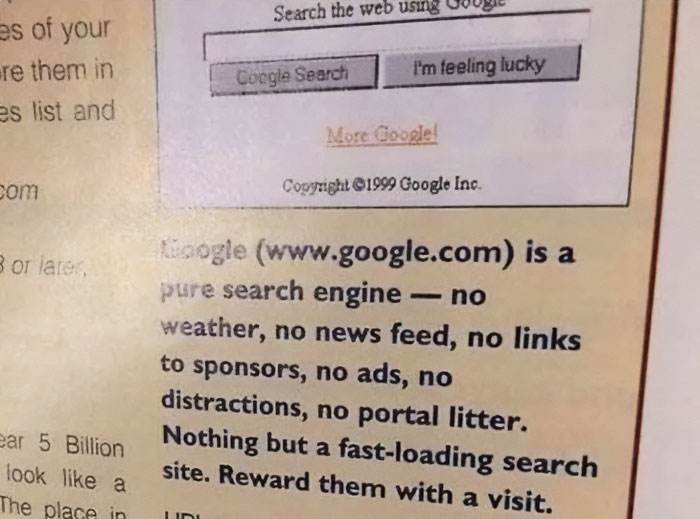 es of your
re them in
es list and
com
3 or later,
ear 5 Billion
look like a
The place in
Search the web using Google
Google Search
I'm feeling lucky
More Google!
Copyright ©1999 Google Inc.
Google (www.google.com) is a
pure search engine — no
weather, no news feed, no links
to sponsors, no ads, no
distractions, no portal litter.
Nothing but a fast-loading search
site. Reward them with a visit.